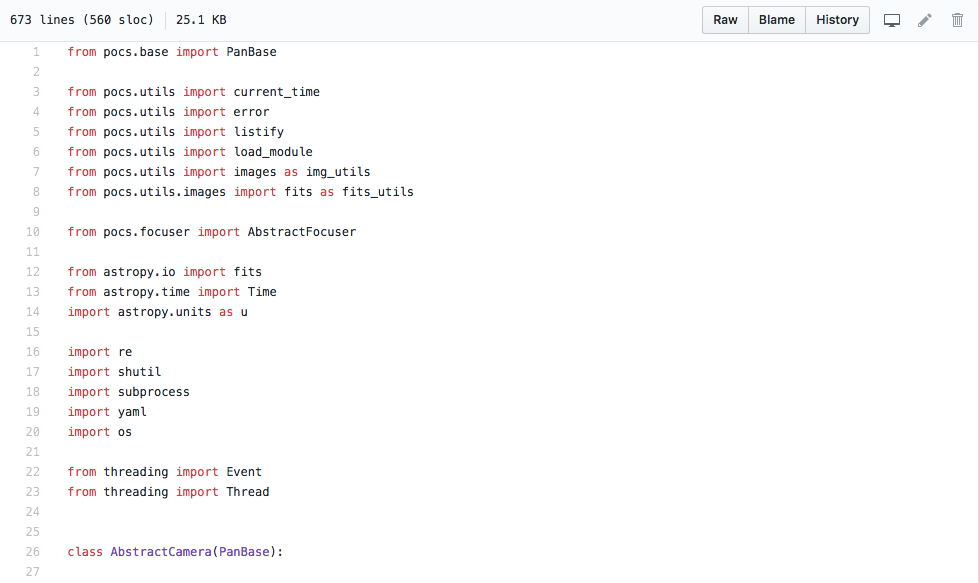 673 lines (560 sloc) 25.1 KB Raw Blame History
1 from pocs.base import PanBase
2
3 from pocs.utils import current_time
4 from pocs.utils import error
5 from pocs.utils import listify
6 from pocs.utils import load_module
7 from pocs.utils import images as img_utils
8 from pocs.utils.images import fits as fits_utils
9
10 from pocs.focuser import AbstractFocuser
11
12 from astropy.io import fits
13 from astropy.time import Time
14 import astropy.units as u
15
16 import re
17 import shutil
18 import subprocess
19 import yaml
20 import os
21
22 from threading import Event
23 from threading import Thread
24
25
26 class AbstractCamera(PanBase):
27